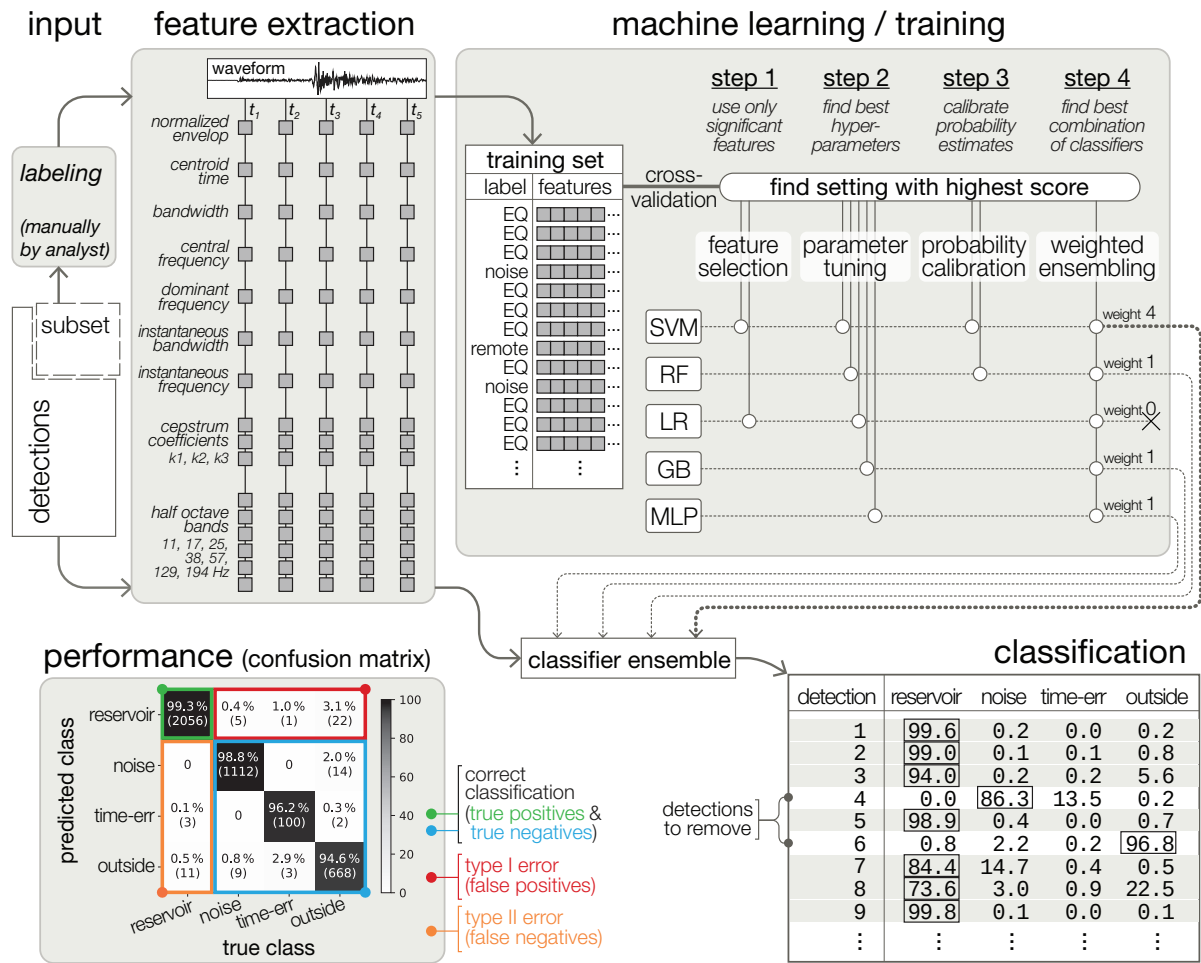 input
feature extraction
machine learning / training
labeling
(manually
by analyst)
subset
detections
waveform
t1 t2 t3 t4 t5
normalized
envelop
centroid
time
bandwidth
central
frequency
dominant
frequency
instantaneous
bandwidth
instantaneous
frequency
cepstrum
coefficients
k1, k2, k3
half octave
bands
11, 17, 25,
38, 57,
129, 194 Hz
step 1
use only
significant
features
step 2
find best
hyper-
parameters
step 3
calibrate
probability
estimates
step 4
find best
combination
of classifiers
training set
label features
EQ ...
EQ ...
EQ ...
noise ...
EQ ...
EQ ...
EQ ...
remote ...
EQ ...
noise ...
EQ ...
EQ ...
EQ ...
⋮ ⋮
cross-
validation
find setting with highest score
feature
selection
parameter
tuning
probability
calibration
weighted
ensembling
SVM weight 4
RF weight 1
LR weight 0
GB weight 1
MLP weight 1
classifier ensemble
performance (confusion matrix)
predicted class
reservoir 99.3 % 0.4 % 1.0 % 3.1 %
(2056) (5) (1) (22)
noise 0 98.8 % 0 2.0 %
(1112) (14)
time-err 0.1 % 0 96.2 % 0.3 %
(3) (100) (2)
outside 0.5 % 0.8 % 2.9 % 94.6 %
(11) (9) (3) (668)
reservoir noise time-err outside
true class
100
80
60
40
20
0
correct
classification
(true positives &
true negatives)
type I error
(false positives)
type II error
(false negatives)
classification
detection reservoir noise time-err outside
1 99.6 0.2 0.0 0.2
2 99.0 0.1 0.1 0.8
3 94.0 0.2 0.2 5.6
4 0.0 86.3 13.5 0.2
5 98.9 0.4 0.0 0.7
6 0.8 2.2 0.2 96.8
7 84.4 14.7 0.4 0.5
8 73.6 3.0 0.9 22.5
9 99.8 0.1 0.0 0.1
⋮ ⋮ ⋮ ⋮ ⋮
detections
to remove